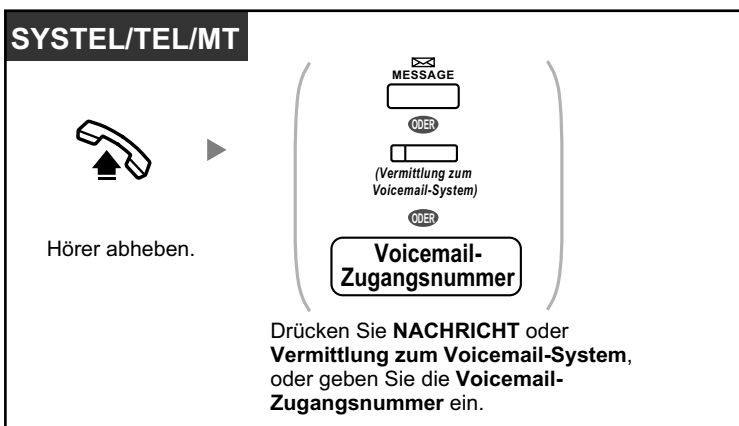 SYSTEL/TEL/MT
MESSAGE
ODER
(Vermittlung zum
Voicemail-System)
ODER
Voicemail-
Zugangsnummer
Hörer abheben.
Drücken Sie NACHRICHT oder
Vermittlung zum Voicemail-System,
oder geben Sie die Voicemail-
Zugangsnummer ein.